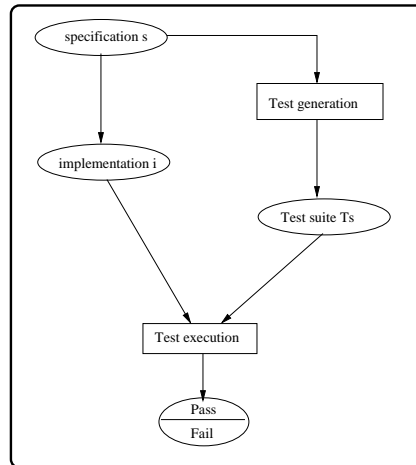 specification s
Test generation
implementation i
Test suite Ts
Test execution
Pass
Fail